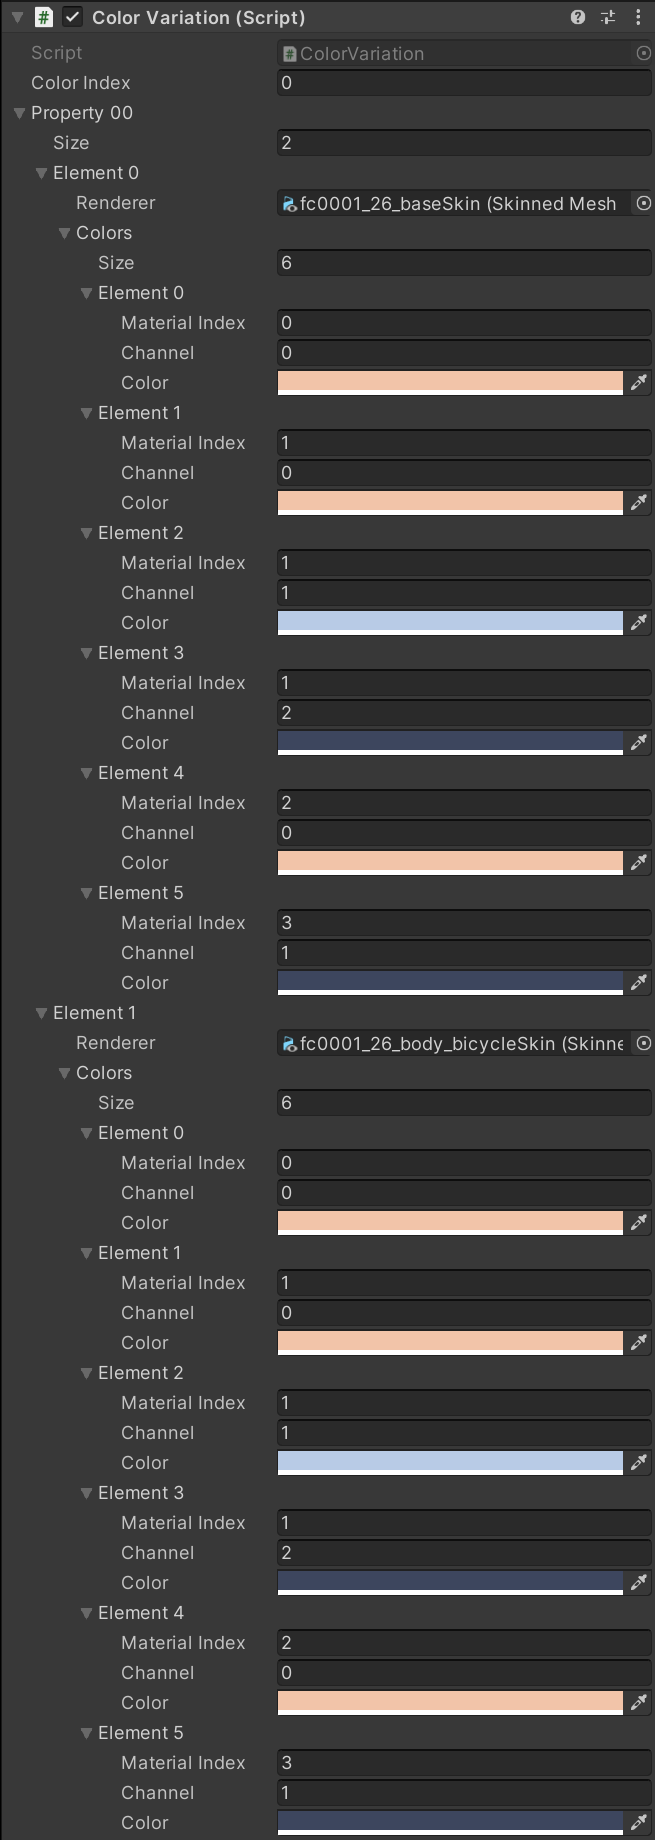 Color Variation (Script)
Script ColorVariation
Color Index 0
Property 00
Size 2
Element 0
Renderer fc0001_26_baseSkin (Skinned Mesh
Colors
Size 6
Element 0
Material Index 0
Channel 0
Color
Element 1
Material Index 1
Channel 0
Color
Element 2
Material Index 1
Channel 1
Color
Element 3
Material Index 1
Channel 2
Color
Element 4
Material Index 2
Channel 0
Color
Element 5
Material Index 3
Channel 1
Color
Element 1
Renderer fc0001_26_body_bicycleSkin (Skinne
Colors
Size 6
Element 0
Material Index 0
Channel 0
Color
Element 1
Material Index 1
Channel 0
Color
Element 2
Material Index 1
Channel 1
Color
Element 3
Material Index 1
Channel 2
Color
Element 4
Material Index 2
Channel 0
Color
Element 5
Material Index 3
Channel 1
Color